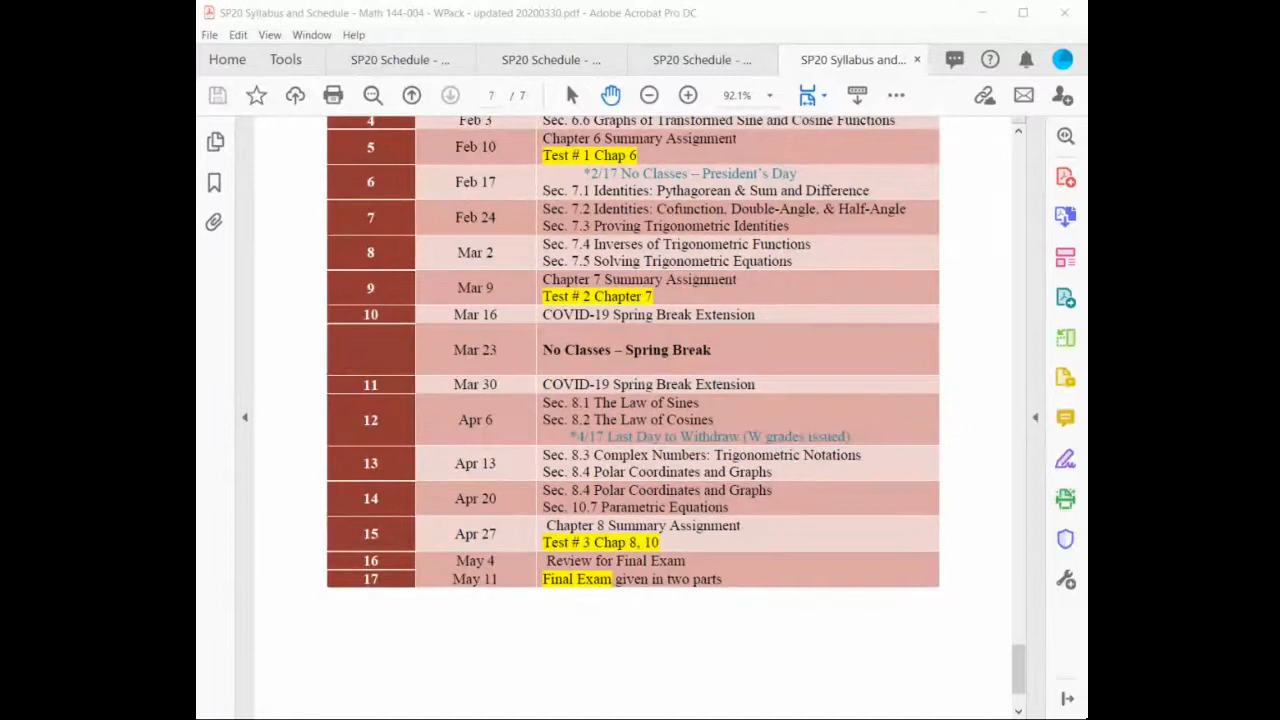 SP20 Syllabus and Schedule - Math 144-004 - WPack - updated 20200330.pdf - Adobe Acrobat Pro DC
File Edit View Window Help
Home Tools SP20 Schedule - ... SP20 Schedule - ... SP20 Schedule - ... SP20 Syllabus and... ×
7 / 7 92.1%
4 Feb 3 Sec. 6.6 Graphs of Transformed Sine and Cosine Functions
5 Feb 10 Chapter 6 Summary Assignment
Test # 1 Chap 6
6 Feb 17 *2/17 No Classes – President's Day
Sec. 7.1 Identities: Pythagorean & Sum and Difference
7 Feb 24 Sec. 7.2 Identities: Cofunction, Double-Angle, & Half-Angle
Sec. 7.3 Proving Trigonometric Identities
8 Mar 2 Sec. 7.4 Inverses of Trigonometric Functions
Sec. 7.5 Solving Trigonometric Equations
9 Mar 9 Chapter 7 Summary Assignment
Test # 2 Chapter 7
10 Mar 16 COVID-19 Spring Break Extension
Mar 23 No Classes – Spring Break
11 Mar 30 COVID-19 Spring Break Extension
12 Apr 6 Sec. 8.1 The Law of Sines
Sec. 8.2 The Law of Cosines
*4/17 Last Day to Withdraw (W grades issued)
13 Apr 13 Sec. 8.3 Complex Numbers: Trigonometric Notations
Sec. 8.4 Polar Coordinates and Graphs
14 Apr 20 Sec. 8.4 Polar Coordinates and Graphs
Sec. 10.7 Parametric Equations
15 Apr 27 Chapter 8 Summary Assignment
Test # 3 Chap 8, 10
16 May 4 Review for Final Exam
17 May 11 Final Exam given in two parts